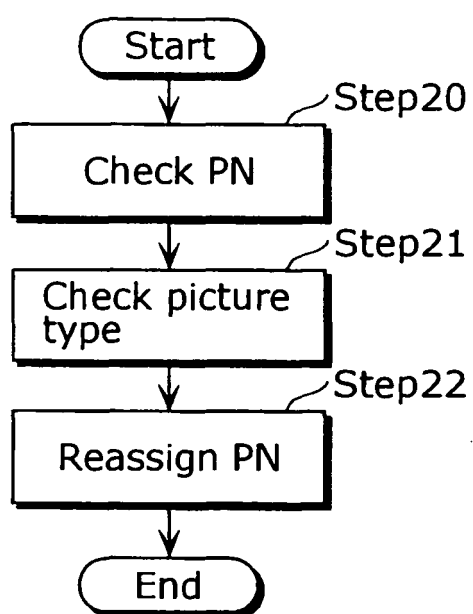 Start
Step20
Check PN
Step21
Check picture
type
Step22
Reassign PN
End